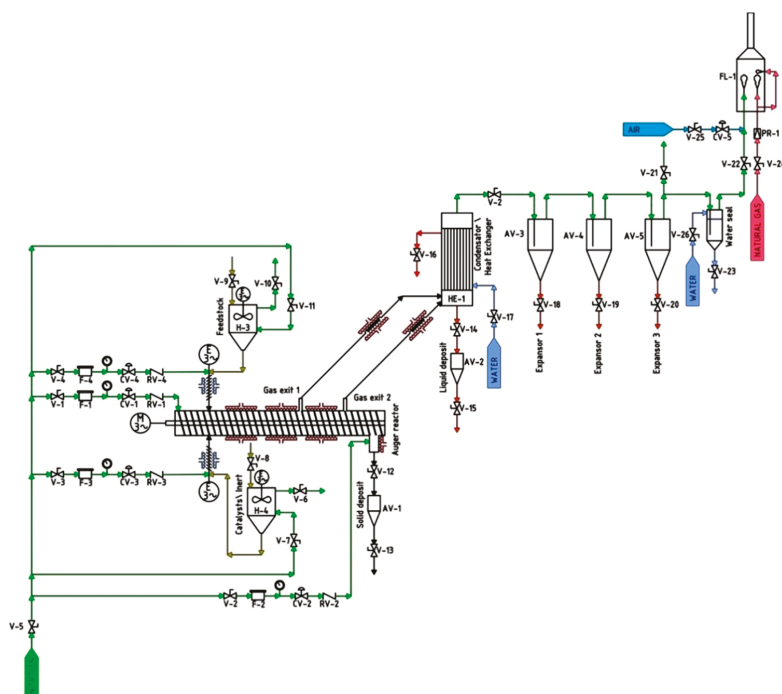 FL-1
AIR
V-25
CV-5
PR-1
V-21
V-22
V-2
NATURAL GAS
V-2
Condensator \
Heat Exchanger
V-16
AV-3
AV-4
AV-5
V-26
Water seal
V-9
V-10
V-11
Feedstock
H-3
HE-1
V-17
WATER
V-23
V-18
V-19
V-20
V-14
WATER
Expansor 1
Expansor 2
Expansor 3
Liquid deposit
AV-2
V-15
V-4
F-4
CV-4
RV-4
E
3~
V-1
F-1
CV-1
RV-1
Gas exit 1
Gas exit 2
M
3~
Auger reactor
V-3
F-3
CV-3
RV-3
E
3~
V-8
V-12
Catalysts\ Inert
H-4
V-6
Solid deposit
AV-1
V-7
V-13
V-2
F-2
CV-2
RV-2
V-5